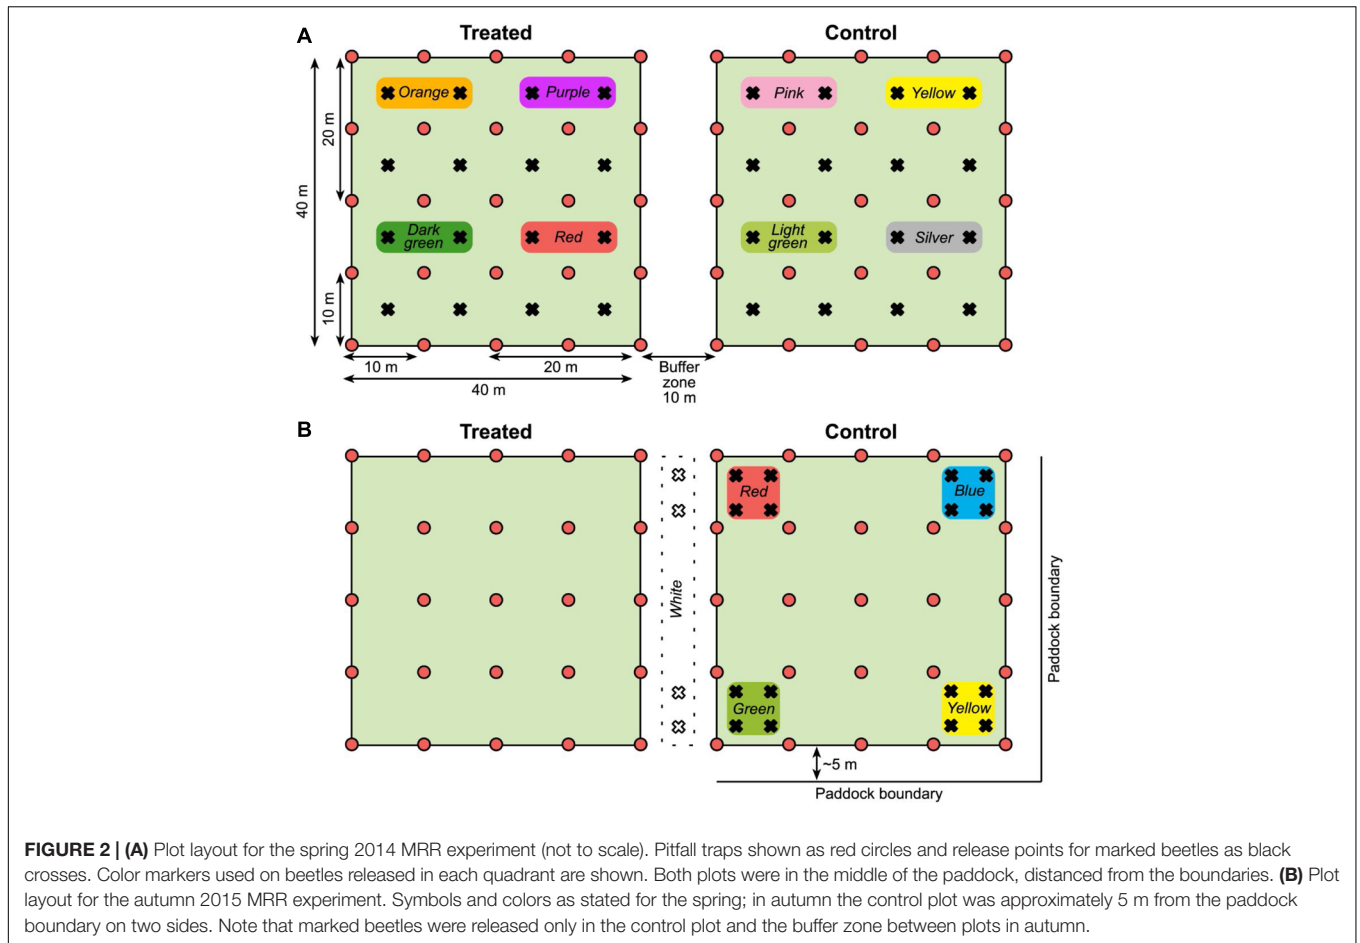 A
Treated
Control
Orange
Purple
Pink
Yellow
20 m
40 m
Dark
green
Red
Light
green
Silver
10 m
10 m
20 m
40 m
Buffer
zone
10 m
B
Treated
Control
Red
Blue
White
Paddock boundary
Green
Yellow
~5 m
Paddock boundary
FIGURE 2 | (A) Plot layout for the spring 2014 MRR experiment (not to scale). Pitfall traps shown as red circles and release points for marked beetles as black
crosses. Color markers used on beetles released in each quadrant are shown. Both plots were in the middle of the paddock, distanced from the boundaries. (B) Plot
layout for the autumn 2015 MRR experiment. Symbols and colors as stated for the spring; in autumn the control plot was approximately 5 m from the paddock
boundary on two sides. Note that marked beetles were released only in the control plot and the buffer zone between plots in autumn.